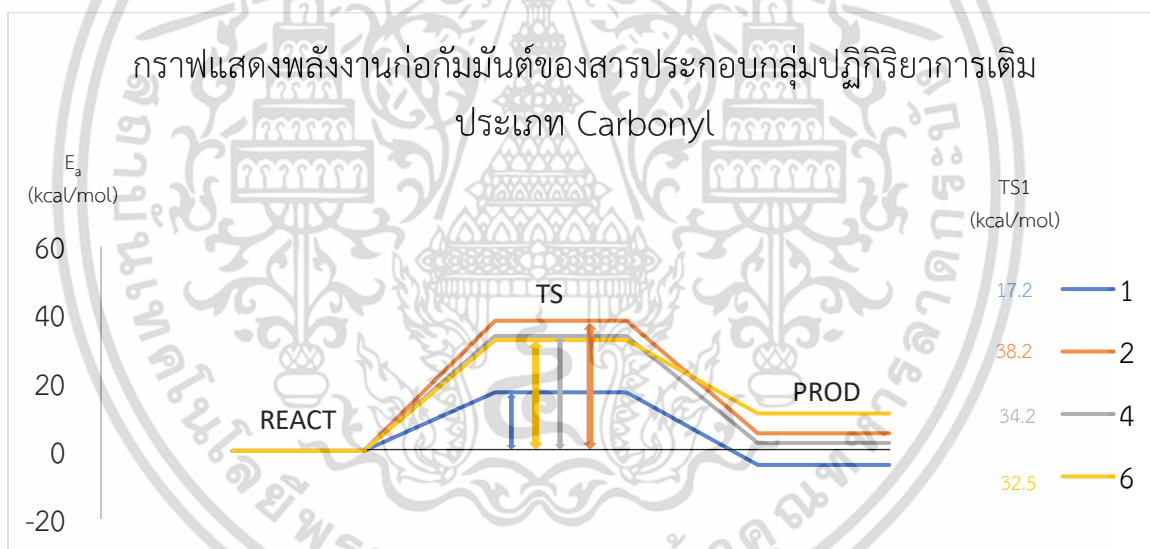 กราฟแสดงพลังงานก่อกัมมันต์ของสารประกอบกลุ่มปฏิกิริยาการเติม
ประเภท Carbonyl
Ea
(kcal/mol)
TS1
(kcal/mol)
60
40
20
0
-20
REACT
TS
PROD
17.2 1
38.2 2
34.2 4
32.5 6